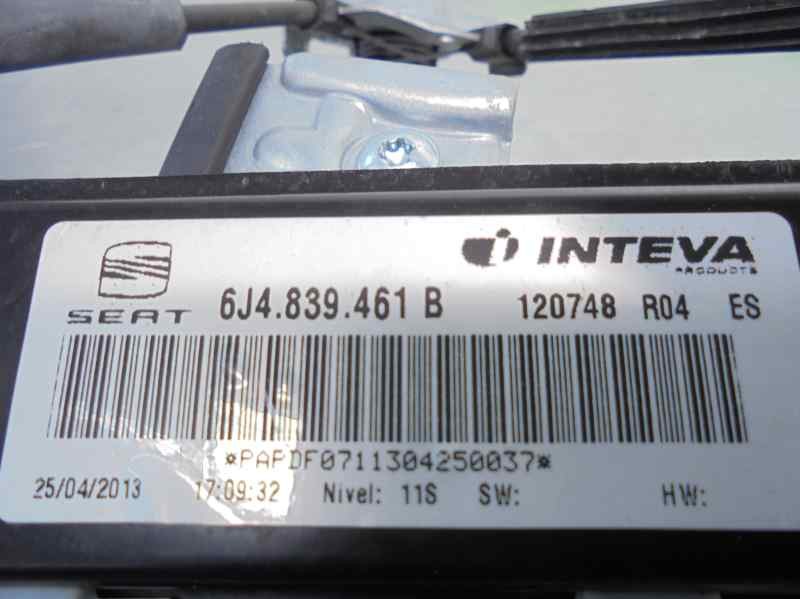 INTEVA
PRODUCTS
SEAT 6J4.839.461 B 120748 R04 ES
*PAPDF0711304250037*
25/04/2013 17:09:32 Nivel: 11S SW: HW: